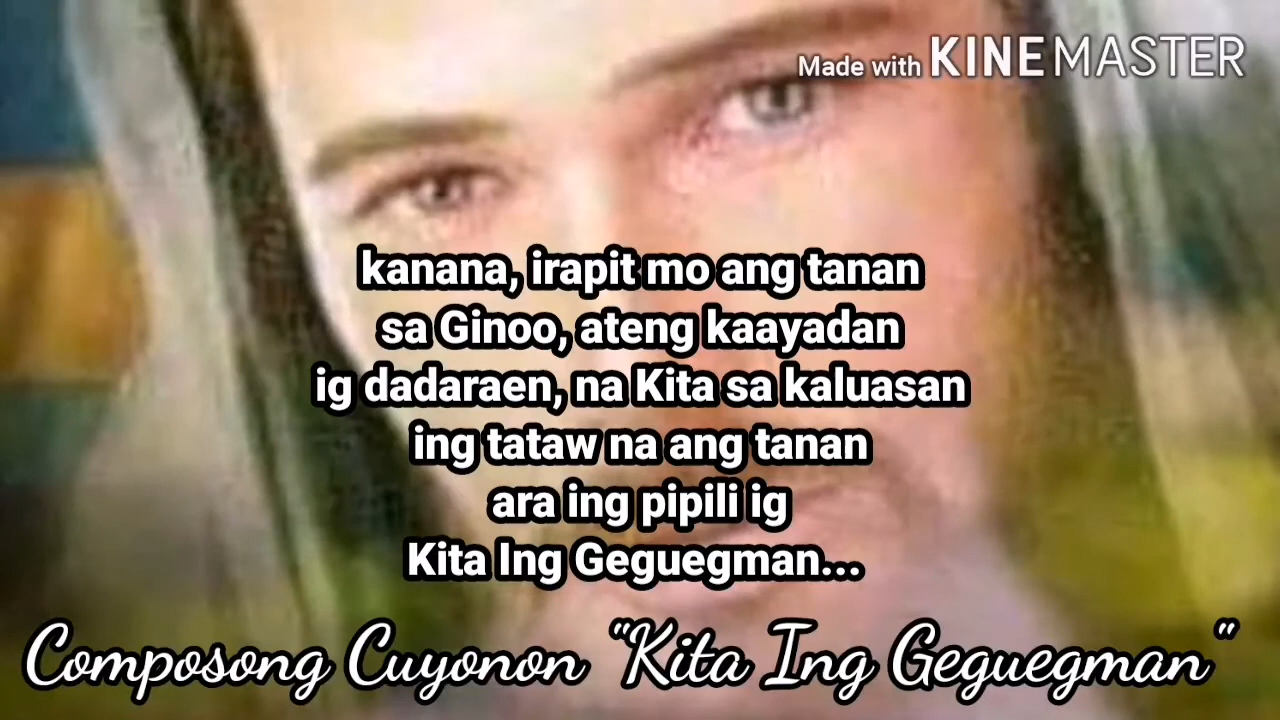 Made with KINEMASTER
kanana, irapit mo ang tanan
sa Ginoo, ateng kaayadan
ig dadaraen, na Kita sa kaluasan
ing tataw na ang tanan
ara ing pipili ig
Kita Ing Geguegman...
Composong Cuyonon "Kita Ing Geguegman"